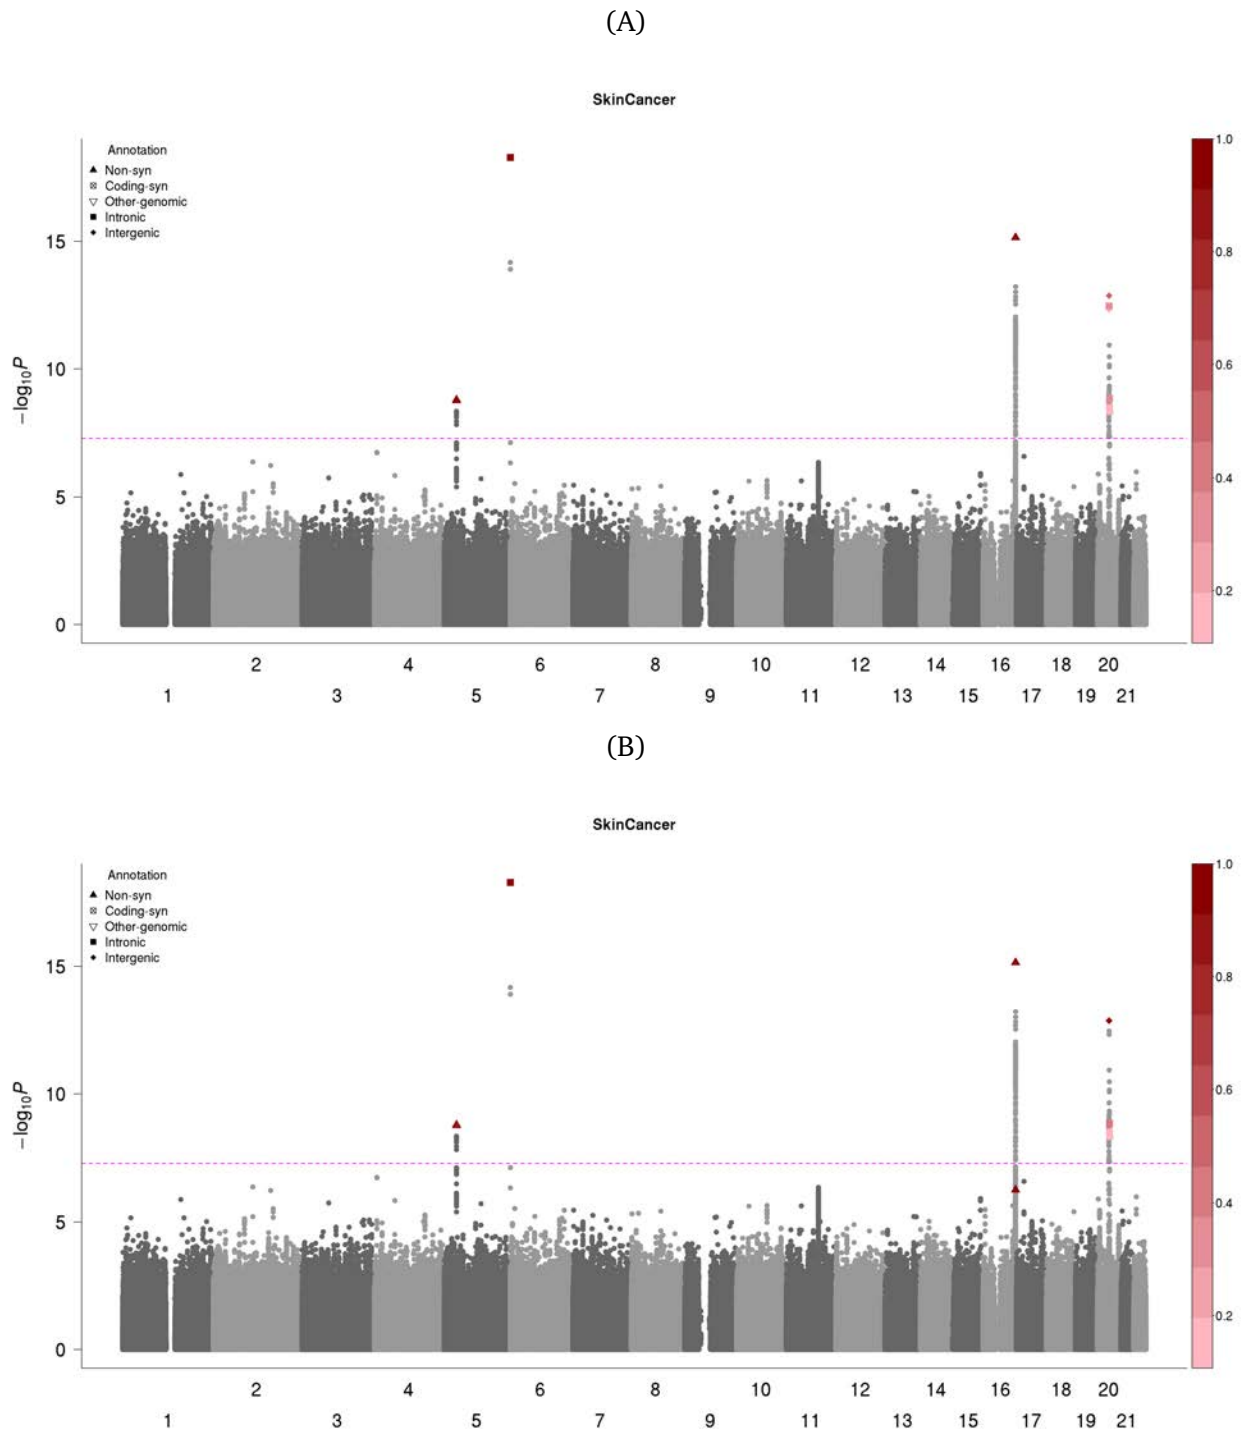 (A)
SkinCancer
Annotation
Non-syn
Coding-syn
Other-genomic
Intronic
Intergenic
15
10
5
0
−log10P
1.0
0.8
0.6
0.4
0.2
2 4 6 8 10 12 14 16 18 20
1 3 5 7 9 11 13 15 17 19 21
(B)
SkinCancer
Annotation
Non-syn
Coding-syn
Other-genomic
Intronic
Intergenic
15
10
5
0
−log10P
1.0
0.8
0.6
0.4
0.2
2 4 6 8 10 12 14 16 18 20
1 3 5 7 9 11 13 15 17 19 21